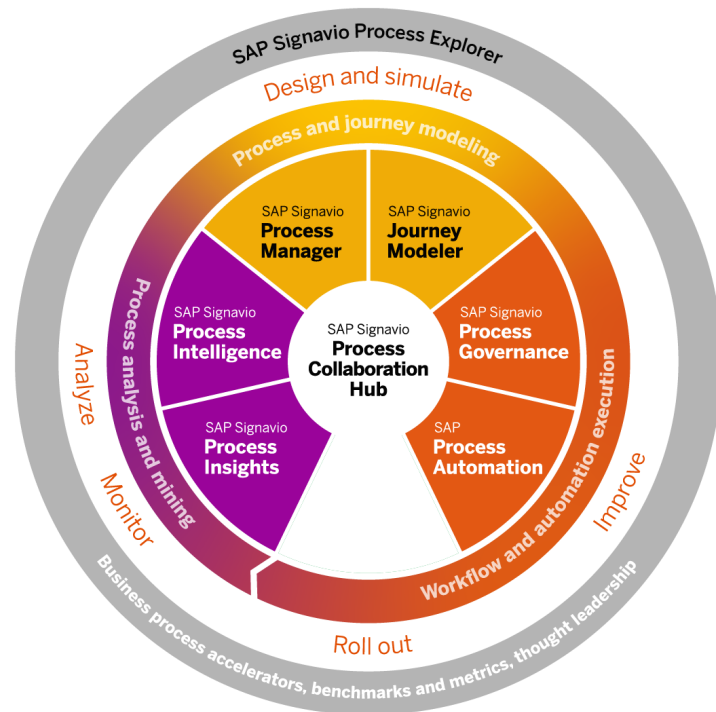 SAP Signavio Process Explorer
Design and simulate
Process and journey modeling
SAP Signavio
Process
Manager
SAP Signavio
Journey
Modeler
SAP Signavio
Process
Intelligence
SAP Signavio
Process
Collaboration
Hub
SAP Signavio
Process
Governance
SAP Signavio
Process
Insights
SAP
Process
Automation
Process analysis and mining
Workflow and automation execution
Analyze
Monitor
Improve
Roll out
Business process accelerators, benchmarks and metrics, thought leadership